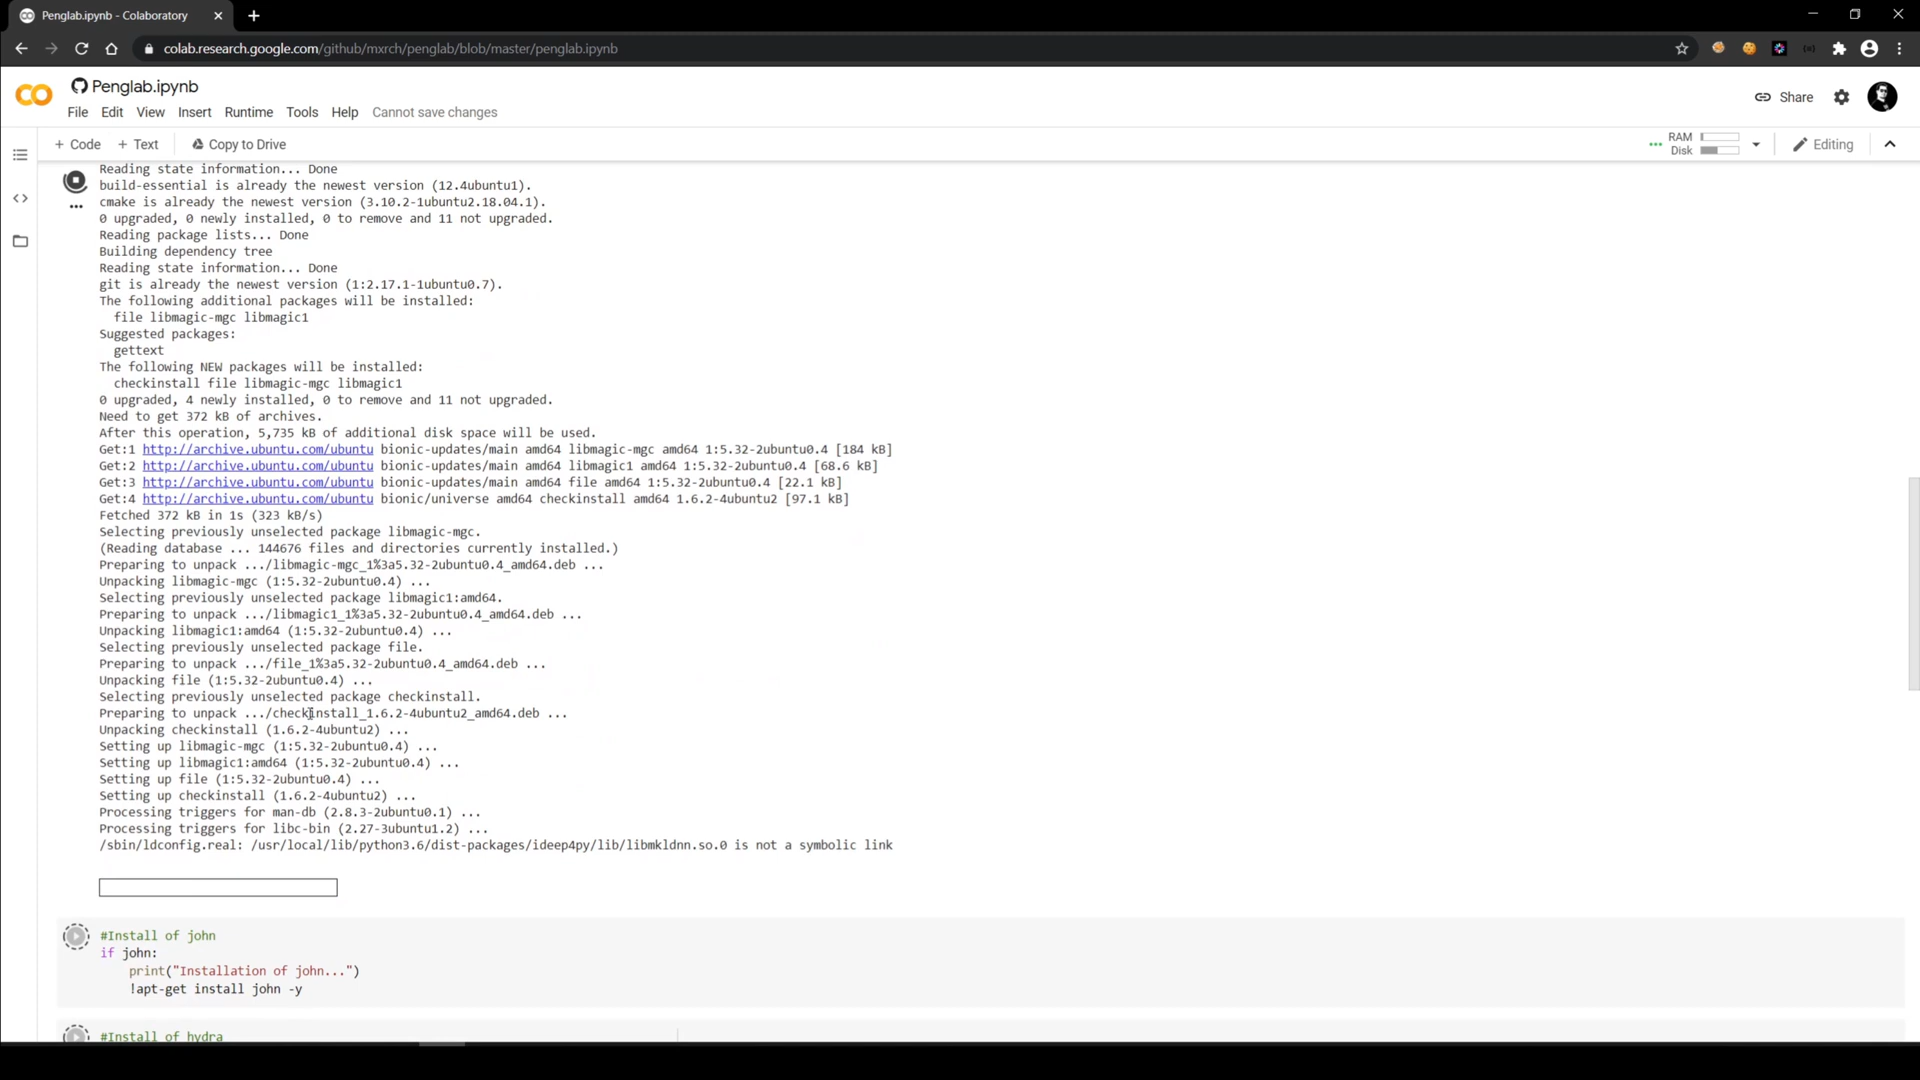 Penglab.ipynb - Colaboratory
colab.research.google.com/github/mxrch/penglab/blob/master/penglab.ipynb
CO
Penglab.ipynb
File Edit View Insert Runtime Tools Help Cannot save changes
Share
+ Code + Text Copy to Drive
RAM
Disk
Editing
Reading state information... Done
build-essential is already the newest version (12.4ubuntu1).
cmake is already the newest version (3.10.2-1ubuntu2.18.04.1).
0 upgraded, 0 newly installed, 0 to remove and 11 not upgraded.
Reading package lists... Done
Building dependency tree
Reading state information... Done
git is already the newest version (1:2.17.1-1ubuntu0.7).
The following additional packages will be installed:
file libmagic-mgc libmagic1
Suggested packages:
gettext
The following NEW packages will be installed:
checkinstall file libmagic-mgc libmagic1
0 upgraded, 4 newly installed, 0 to remove and 11 not upgraded.
Need to get 372 kB of archives.
After this operation, 5,735 kB of additional disk space will be used.
Get:1 http://archive.ubuntu.com/ubuntu bionic-updates/main amd64 libmagic-mgc amd64 1:5.32-2ubuntu0.4 [184 kB]
Get:2 http://archive.ubuntu.com/ubuntu bionic-updates/main amd64 libmagic1 amd64 1:5.32-2ubuntu0.4 [68.6 kB]
Get:3 http://archive.ubuntu.com/ubuntu bionic-updates/main amd64 file amd64 1:5.32-2ubuntu0.4 [22.1 kB]
Get:4 http://archive.ubuntu.com/ubuntu bionic/universe amd64 checkinstall amd64 1.6.2-4ubuntu2 [97.1 kB]
Fetched 372 kB in 1s (323 kB/s)
Selecting previously unselected package libmagic-mgc.
(Reading database ... 144676 files and directories currently installed.)
Preparing to unpack .../libmagic-mgc_1%3a5.32-2ubuntu0.4_amd64.deb ...
Unpacking libmagic-mgc (1:5.32-2ubuntu0.4) ...
Selecting previously unselected package libmagic1:amd64.
Preparing to unpack .../libmagic1_1%3a5.32-2ubuntu0.4_amd64.deb ...
Unpacking libmagic1:amd64 (1:5.32-2ubuntu0.4) ...
Selecting previously unselected package file.
Preparing to unpack .../file_1%3a5.32-2ubuntu0.4_amd64.deb ...
Unpacking file (1:5.32-2ubuntu0.4) ...
Selecting previously unselected package checkinstall.
Preparing to unpack .../checkinstall_1.6.2-4ubuntu2_amd64.deb ...
Unpacking checkinstall (1.6.2-4ubuntu2) ...
Setting up libmagic-mgc (1:5.32-2ubuntu0.4) ...
Setting up libmagic1:amd64 (1:5.32-2ubuntu0.4) ...
Setting up file (1:5.32-2ubuntu0.4) ...
Setting up checkinstall (1.6.2-4ubuntu2) ...
Processing triggers for man-db (2.8.3-2ubuntu0.1) ...
Processing triggers for libc-bin (2.27-3ubuntu1.2) ...
/sbin/ldconfig.real: /usr/local/lib/python3.6/dist-packages/ideep4py/lib/libmkldnn.so.0 is not a symbolic link
#Install of john
if john:
print("Installation of john...")
!apt-get install john -y
#Install of hydra